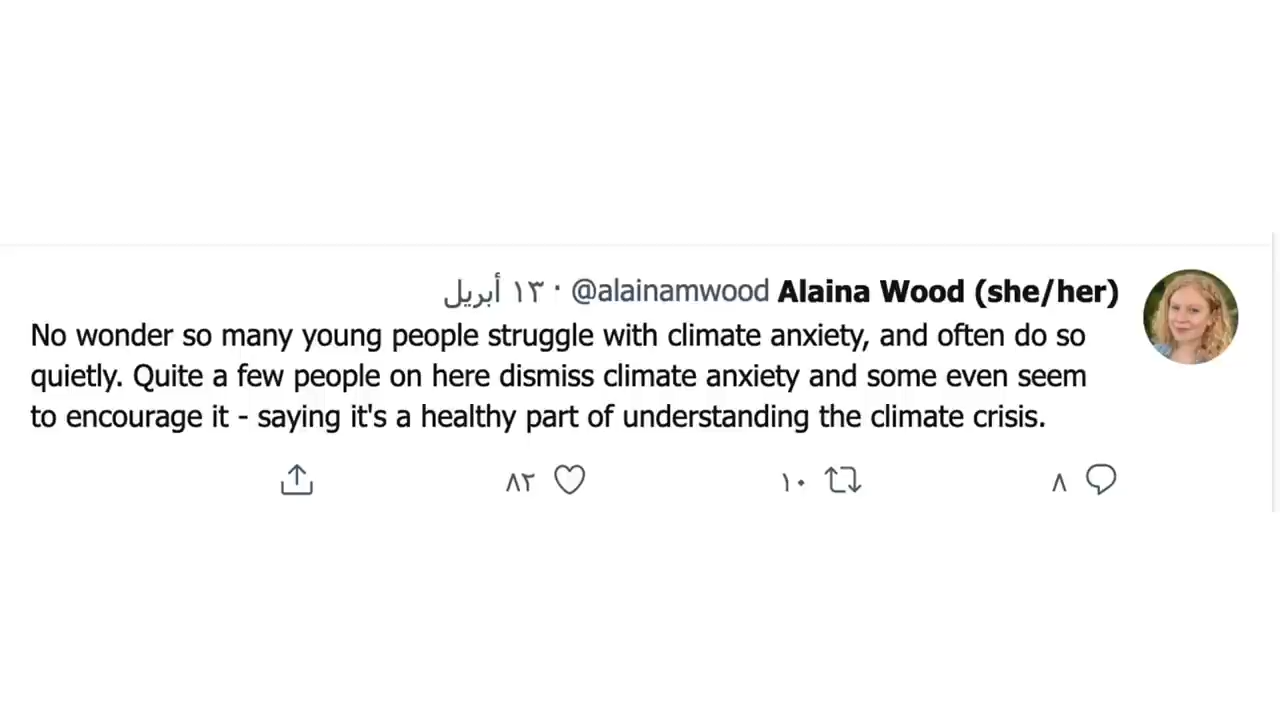 Alaina Wood (she/her) @alainamwood · ١٣ أبريل
No wonder so many young people struggle with climate anxiety, and often do so
quietly. Quite a few people on here dismiss climate anxiety and some even seem
to encourage it - saying it's a healthy part of understanding the climate crisis.
٨ ١٠ ٨٢